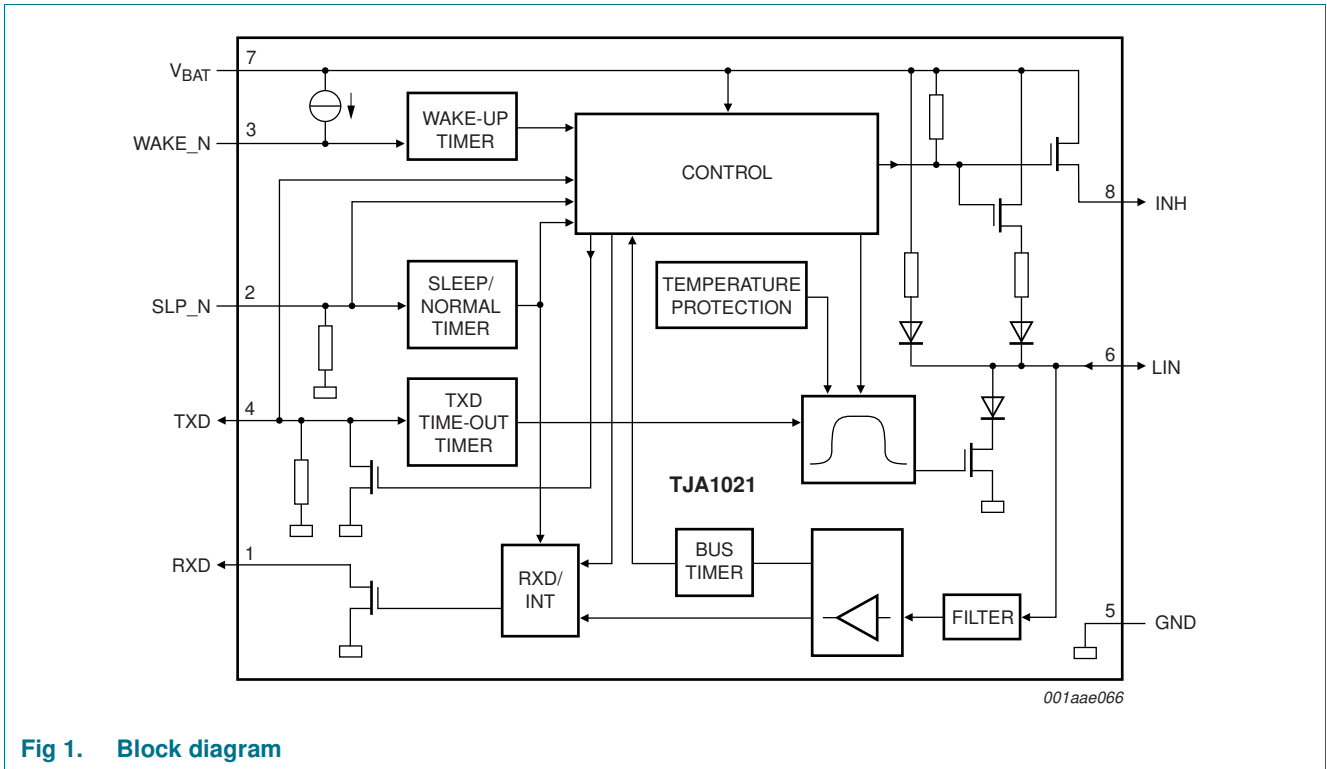 7
VBAT
3
WAKE_N
WAKE-UP
TIMER
CONTROL
8
INH
2
SLP_N
SLEEP/
NORMAL
TIMER
TEMPERATURE
PROTECTION
6
LIN
4
TXD
TXD
TIME-OUT
TIMER
TJA1021
1
RXD
RXD/
INT
BUS
TIMER
FILTER
5
GND
001aae066
Fig 1. Block diagram